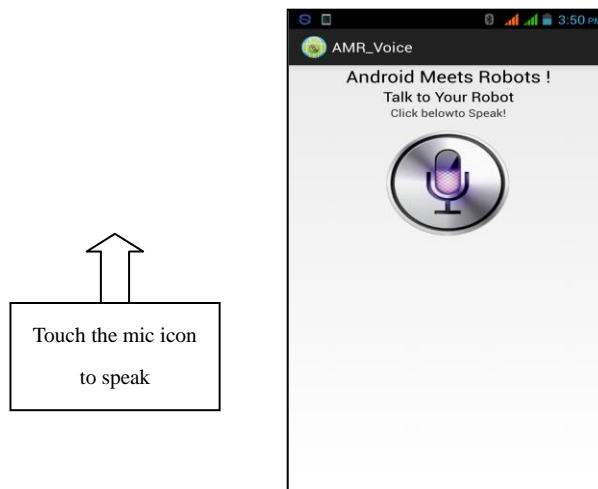 3:50 PM
AMR_Voice
Android Meets Robots !
Talk to Your Robot
Click belowto Speak!
Touch the mic icon
to speak